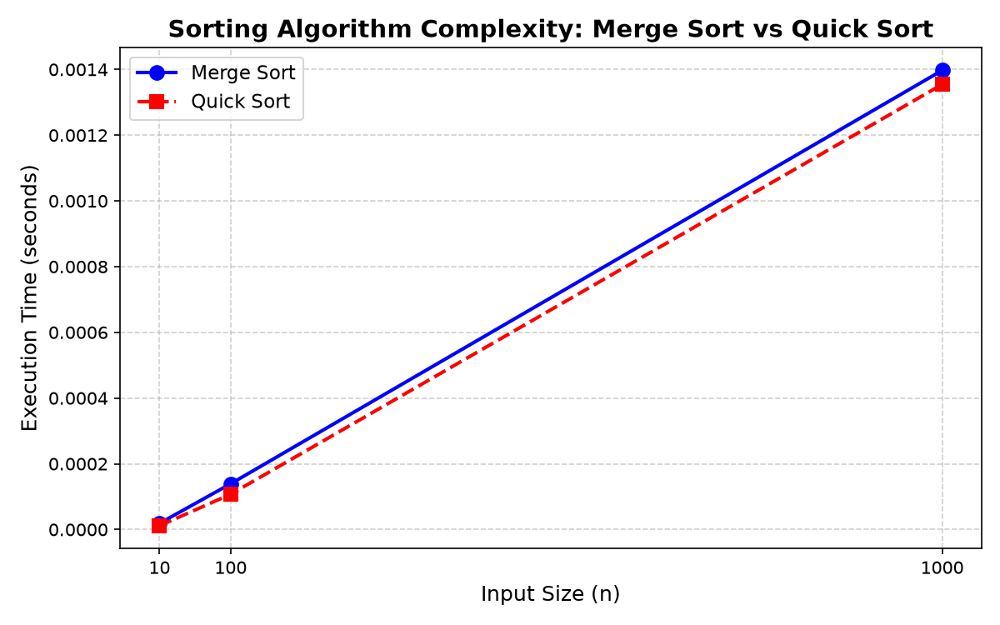 Sorting Algorithm Complexity: Merge Sort vs Quick Sort
Merge Sort
Quick Sort
Execution Time (seconds)
0.0014
0.0012
0.0010
0.0008
0.0006
0.0004
0.0002
0.0000
10 100 1000
Input Size (n)